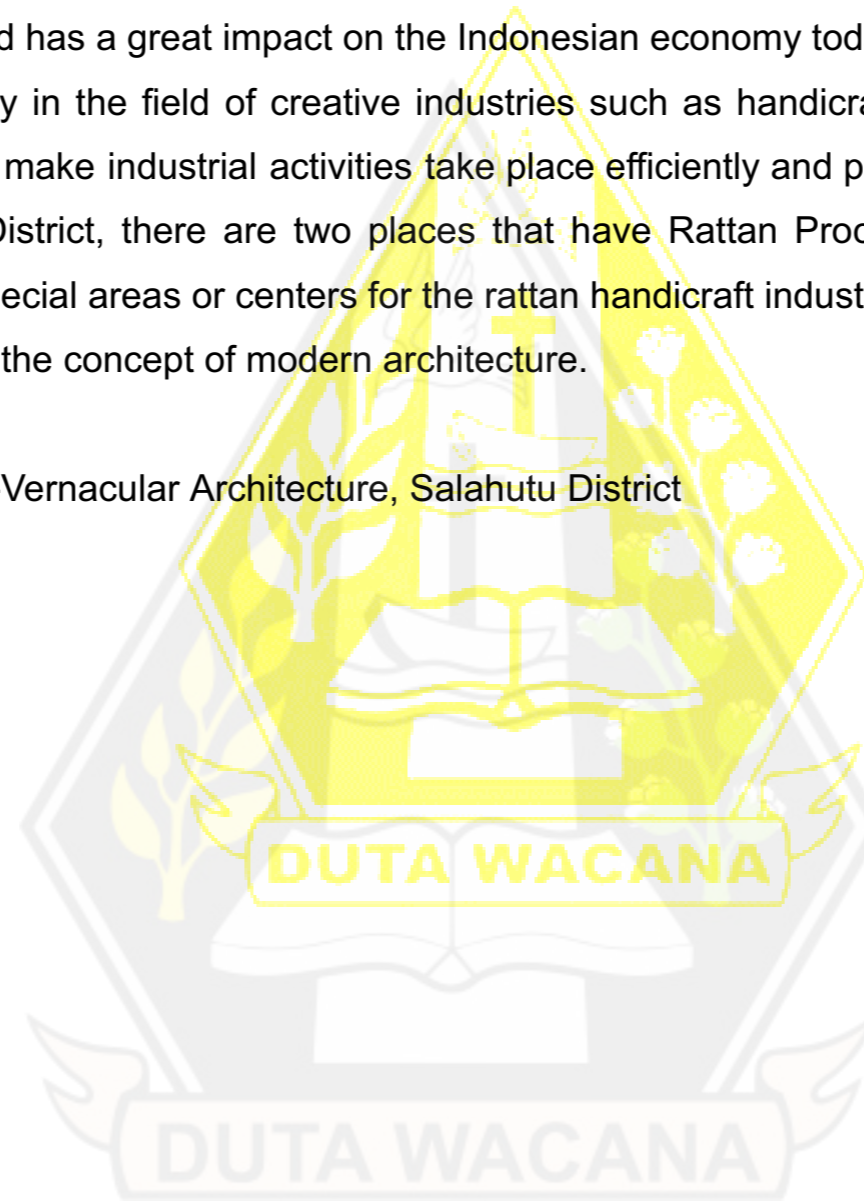 d has a great impact on the Indonesian economy tod
y in the field of creative industries such as handicra
make industrial activities take place efficiently and p
District, there are two places that have Rattan Proc
ecial areas or centers for the rattan handicraft indust
the concept of modern architecture.
Vernacular Architecture, Salahutu District
DUTA WACANA
DUTA WACANA